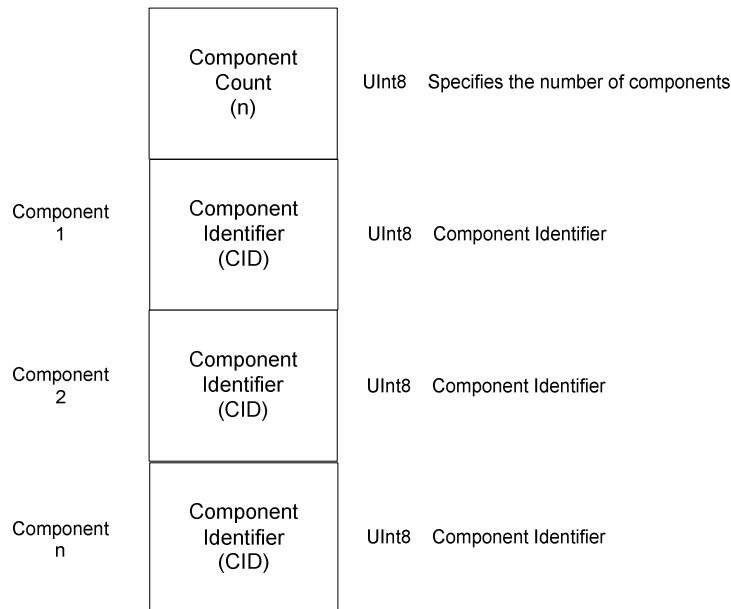 Component
Count
(n)
UInt8 Specifies the number of components
Component
1
Component
Identifier
(CID)
UInt8 Component Identifier
Component
2
Component
Identifier
(CID)
UInt8 Component Identifier
Component
n
Component
Identifier
(CID)
UInt8 Component Identifier